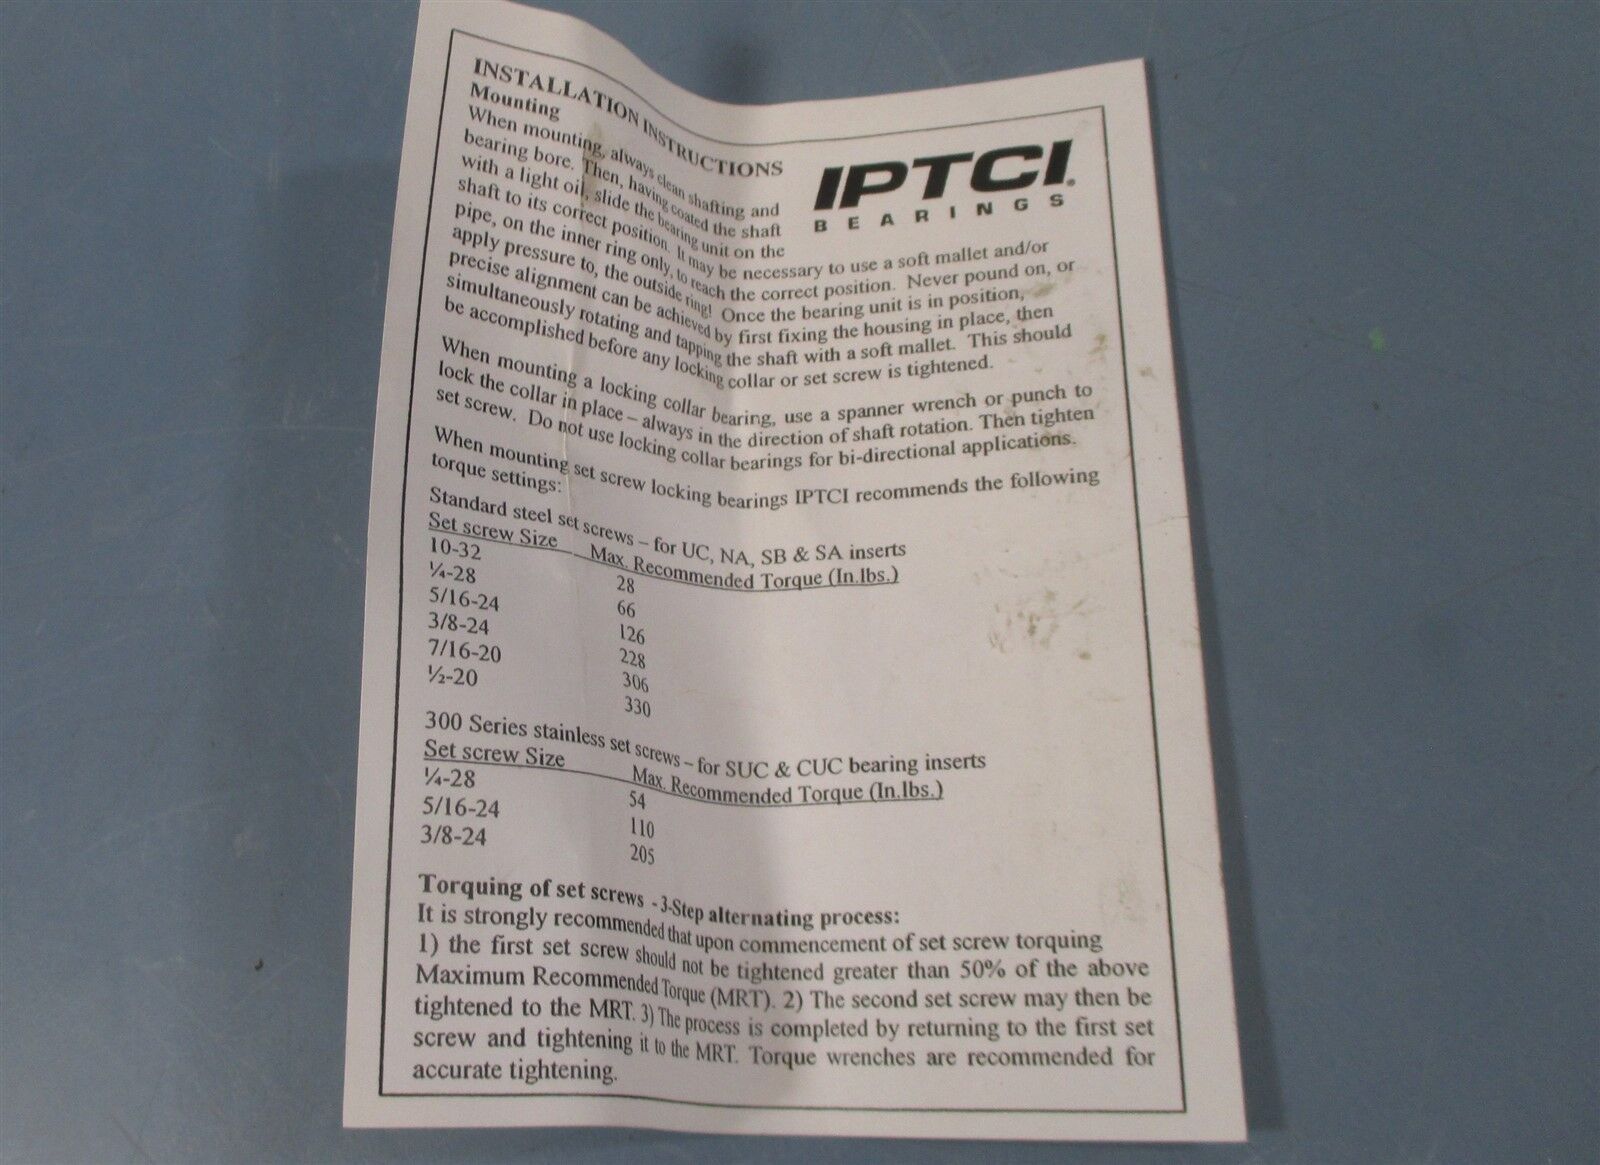 INSTALLATION INSTRUCTIONS
Mounting
When mounting, always clean shafting and
bearing bore. Then, having coated the shaft
with a light oil, slide the bearing unit on the
shaft to its correct position. It may be necessary to use a soft mallet and/or
pipe, on the inner ring only, to reach the correct position. Never pound on, or
apply pressure to, the outside ring! Once the bearing unit is in position,
precise alignment can be achieved by first fixing the housing in place, then
simultaneously rotating and tapping the shaft with a soft mallet. This should
be accomplished before any locking collar or set screw is tightened.
IPTCI®
BEARINGS
When mounting a locking collar bearing, use a spanner wrench or punch to
lock the collar in place – always in the direction of shaft rotation. Then tighten
set screw. Do not use locking collar bearings for bi-directional applications.
When mounting set screw locking bearings IPTCI recommends the following
torque settings:
Standard steel set screws – for UC, NA, SB & SA inserts
Set screw Size Max. Recommended Torque (In.lbs.)
10-32 28
¼-28 66
5/16-24 126
3/8-24 228
7/16-20 306
½-20 330
300 Series stainless set screws – for SUC & CUC bearing inserts
Set screw Size Max. Recommended Torque (In.lbs.)
¼-28 54
5/16-24 110
3/8-24 205
Torquing of set screws - 3-Step alternating process:
It is strongly recommended that upon commencement of set screw torquing
1) the first set screw should not be tightened greater than 50% of the above
Maximum Recommended Torque (MRT). 2) The second set screw may then be
tightened to the MRT. 3) The process is completed by returning to the first set
screw and tightening it to the MRT. Torque wrenches are recommended for
accurate tightening.